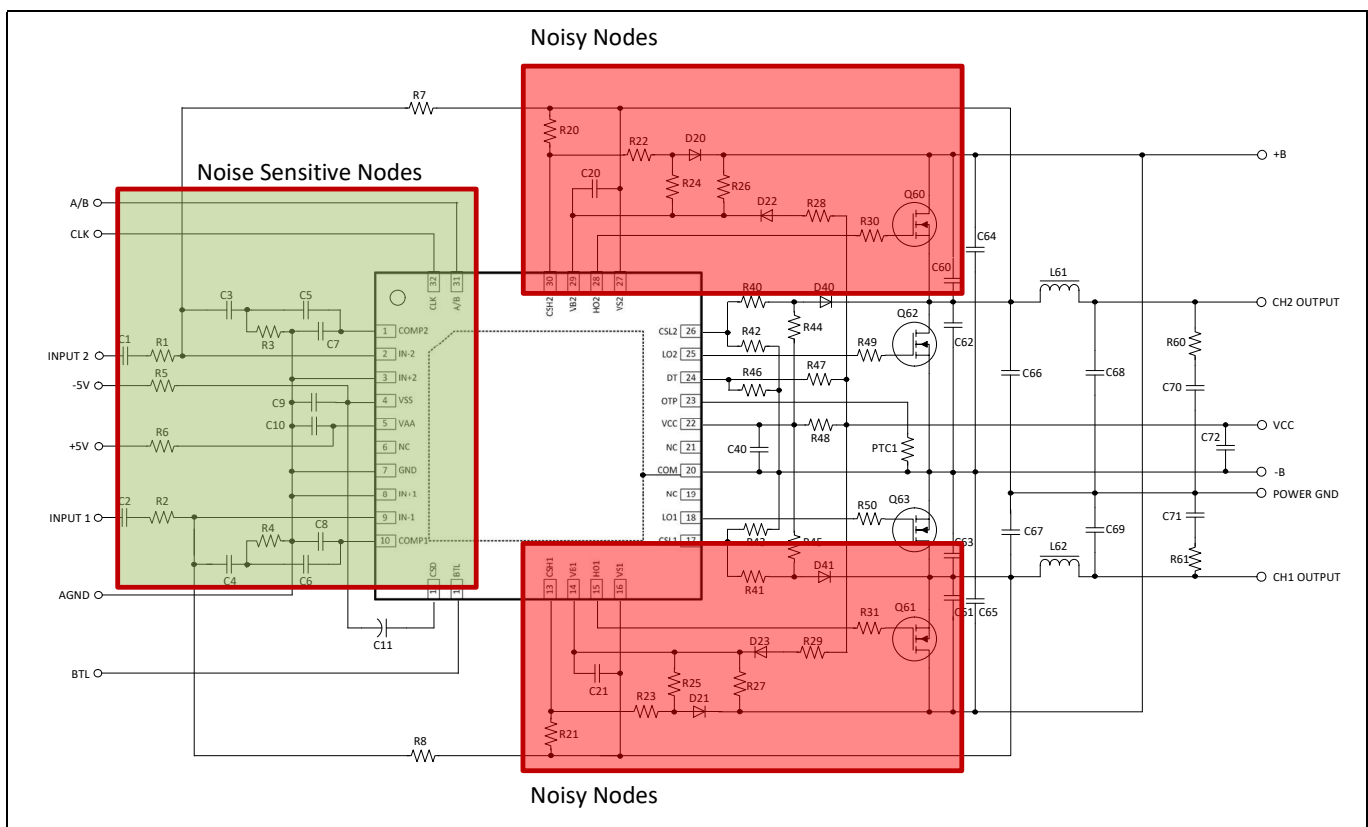 Noisy Nodes
R7
R20
R22
D20
+B
Noise Sensitive Nodes
C20
R24
R26
Q60
A/B
D22
R28
CLK
R30
C64
C60
L61
32
31
30
29
28
27
CLK
A/B
CSH2
VB2
HO2
VS2
R40
D40
CH2 OUTPUT
C3
C5
R3
C7
1
COMP2
CSL2
26
R42
R44
Q62
C62
C1
R1
R60
INPUT 2
2
IN-2
LO2
25
R49
-5V
R5
3
IN+2
DT
24
R46
R47
C66
C68
C70
C9
4
VSS
OTP
23
C10
5
VAA
VCC
22
VCC
+5V
R6
6
NC
NC
21
C40
R48
PTC1
C72
7
GND
COM
20
-B
8
IN+1
NC
19
POWER GND
C2
R2
INPUT 1
9
IN-1
LO1
18
R50
Q63
C71
C67
C69
R4
C8
10
COMP1
CSL1
17
C63
L62
R61
C4
C6
CSD
BTL
CSH1
VB1
HO1
VS1
13
14
15
16
R41
D41
CH1 OUTPUT
AGND
C61
C65
C11
R31
Q61
D23
R29
BTL
C21
R25
R27
R23
D21
R21
R8
Noisy Nodes